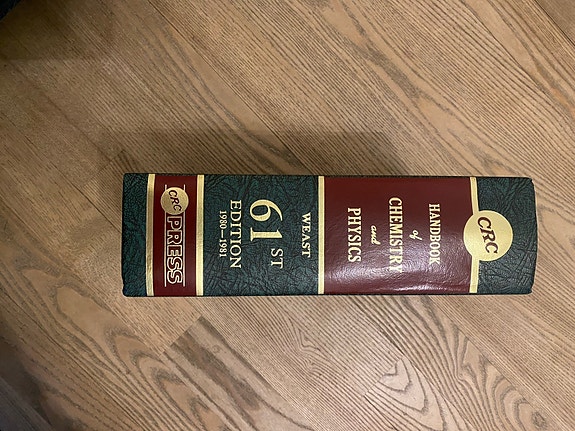 CRC
HANDBOOK
of
CHEMISTRY
and
PHYSICS
WEAST
61ST
EDITION
1980–1981
CRC
PRESS